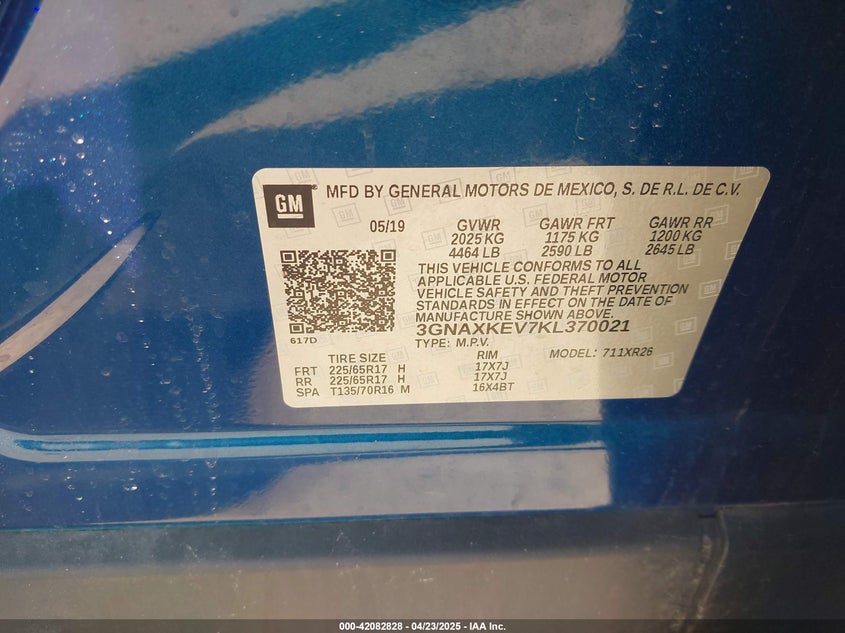 GM
MFD BY GENERAL MOTORS DE MEXICO, S. DE R.L. DE C.V.
05/19 GVWR GAWR FRT GAWR RR
2025 KG 1175 KG 1200 KG
4464 LB 2590 LB 2645 LB
THIS VEHICLE CONFORMS TO ALL
APPLICABLE U.S. FEDERAL MOTOR
VEHICLE SAFETY AND THEFT PREVENTION
STANDARDS IN EFFECT ON THE DATE OF
MANUFACTURE SHOWN ABOVE.
617D
3GNAXKEV7KL370021
TYPE: M.P.V.
TIRE SIZE RIM MODEL: 711XR26
FRT 225/65R17 H 17X7J
RR 225/65R17 H 17X7J
SPA T135/70R16 M 16X4BT
000-42082828 - 04/23/2025 - IAA Inc.